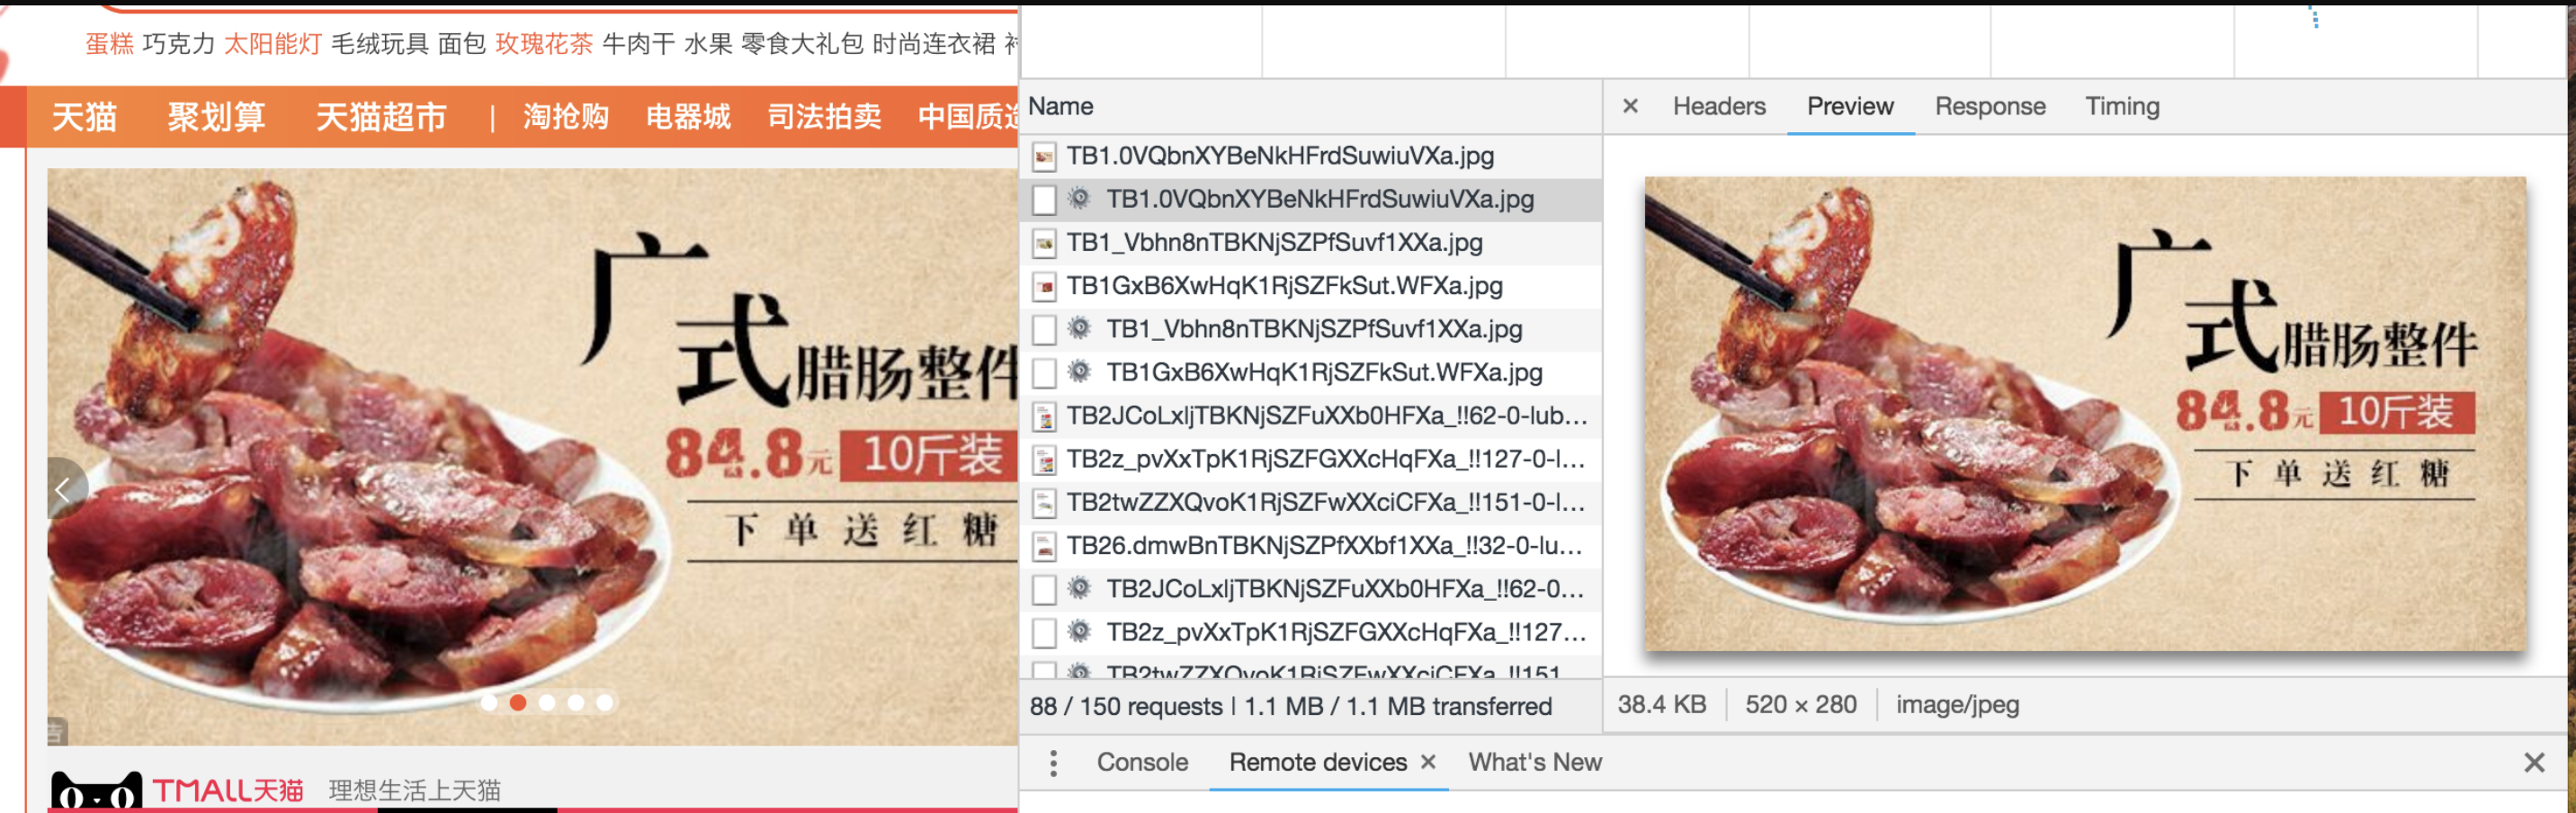 蛋糕 巧克力 太阳能灯 毛绒玩具 面包 玫瑰花茶 牛肉干 水果 零食大礼包 时尚连衣裙
天猫 聚划算 天猫超市 | 淘抢购 电器城 司法拍卖 中国质造
广式腊肠整件
84.8元 10斤装
下单送红糖
告
TMALL天猫 理想生活上天猫
Name
TB1.0VQbnXYBeNkHFrdSuwiuVXa.jpg
TB1.0VQbnXYBeNkHFrdSuwiuVXa.jpg
TB1_Vbhn8nTBKNjSZPfSuvf1XXa.jpg
TB1GxB6XwHqK1RjSZFkSut.WFXa.jpg
TB1_Vbhn8nTBKNjSZPfSuvf1XXa.jpg
TB1GxB6XwHqK1RjSZFkSut.WFXa.jpg
TB2JCoLxljTBKNjSZFuXXb0HFXa_!!62-0-lub...
TB2z_pvXxTpK1RjSZFGXXcHqFXa_!!127-0-l...
TB2twZZXQvoK1RjSZFwXXciCFXa_!!151-0-l...
TB26.dmwBnTBKNjSZPfXXbf1XXa_!!32-0-lu...
TB2JCoLxljTBKNjSZFuXXb0HFXa_!!62-0...
TB2z_pvXxTpK1RjSZFGXXcHqFXa_!!127...
TB2twZZXQvoK1RjSZFwXXciCFXa_!!151
88 / 150 requests | 1.1 MB / 1.1 MB transferred
× Headers Preview Response Timing
广式腊肠整件
84.8元 10斤装
下单送红糖
38.4 KB 520 × 280 image/jpeg
Console Remote devices × What's New ×